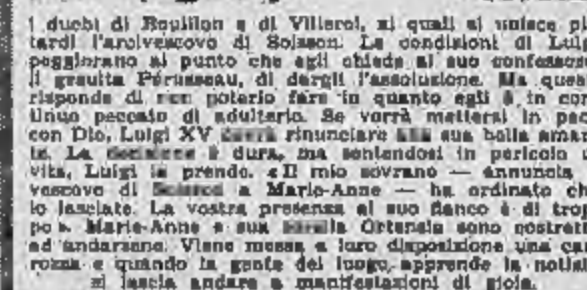 i duchi di Bouillon e di Villeroi, ai quali si unisce più
tardi l'arcivescovo di Soisson. Le condizioni di Luigi
peggiorano al punto che egli chiede al suo confessore
il gesuita Pérusseau, di dargli l'assoluzione. Ma questi
risponde di non poterlo fare in quanto egli è in con
tinuo peccato di adulterio. Se vorrà mettersi in pace
con Dio, Luigi XV dovrà rinunciare alla sua bella aman
te. La decisione è dura, ma sentendosi in pericolo di
vita, Luigi la prende. «Il mio sovrano — annuncia
vescovo di Soisson a Marie-Anne — ha ordinato che
lo lasciate. La vostra presenza al suo fianco è di trop
po». Marie-Anne e sua sorella Ortensia sono costrette
ad andarsene. Viene messa a loro disposizione una car
rozza e quando la gente del luogo, apprende la notizia
si lascia andare a manifestazioni di gioia.